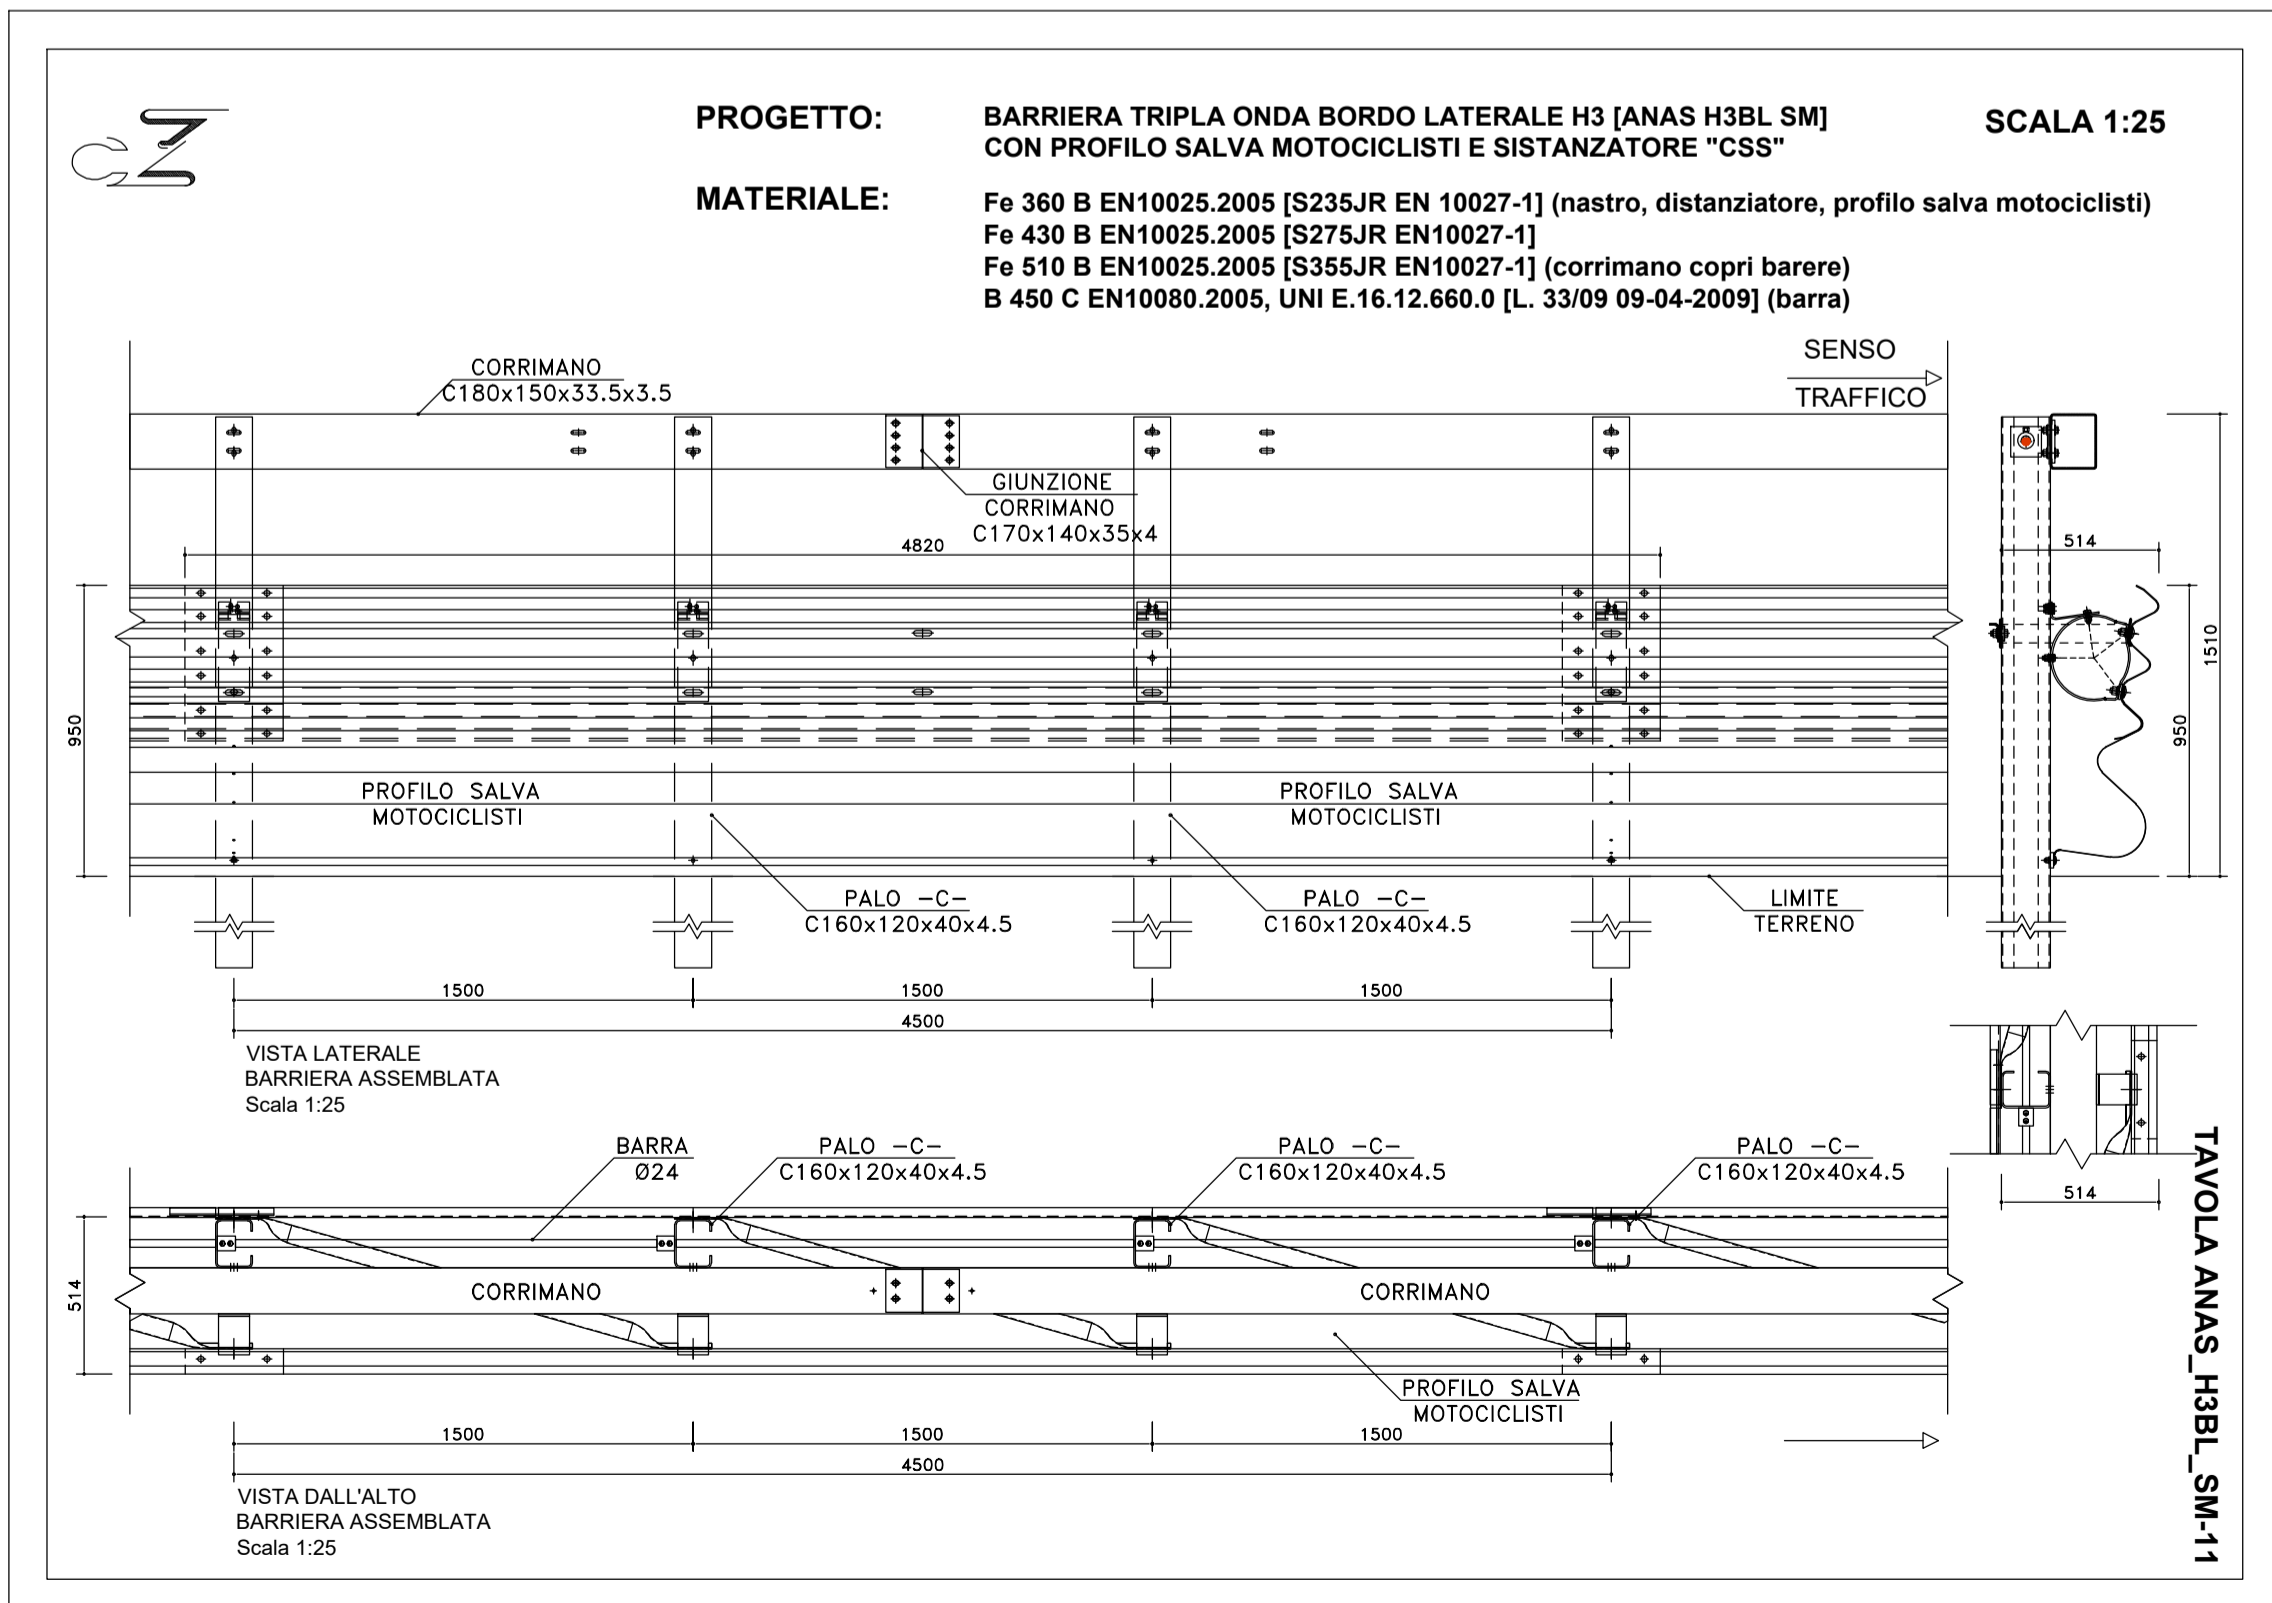 PROGETTO:
BARRIERA TRIPLA ONDA BORDO LATERALE H3 [ANAS H3BL SM]
CON PROFILO SALVA MOTOCICLISTI E SISTANZATORE "CSS"
SCALA 1:25
MATERIALE:
Fe 360 B EN10025.2005 [S235JR EN 10027-1] (nastro, distanziatore, profilo salva motociclisti)
Fe 430 B EN10025.2005 [S275JR EN10027-1]
Fe 510 B EN10025.2005 [S355JR EN10027-1] (corrimano copri barere)
B 450 C EN10080.2005, UNI E.16.12.660.0 [L. 33/09 09-04-2009] (barra)
SENSO
TRAFFICO
CORRIMANO
C180x150x33.5x3.5
GIUNZIONE
CORRIMANO
C170x140x35x4
4820
514
950
1510
950
PROFILO SALVA
MOTOCICLISTI
PROFILO SALVA
MOTOCICLISTI
PALO -C-
C160x120x40x4.5
PALO -C-
C160x120x40x4.5
LIMITE
TERRENO
1500
1500
1500
4500
VISTA LATERALE
BARRIERA ASSEMBLATA
Scala 1:25
BARRA
Ø24
PALO -C-
C160x120x40x4.5
PALO -C-
C160x120x40x4.5
PALO -C-
C160x120x40x4.5
514
514
CORRIMANO
CORRIMANO
PROFILO SALVA
MOTOCICLISTI
1500
1500
1500
4500
VISTA DALL'ALTO
BARRIERA ASSEMBLATA
Scala 1:25
TAVOLA ANAS_H3BL_SM-11